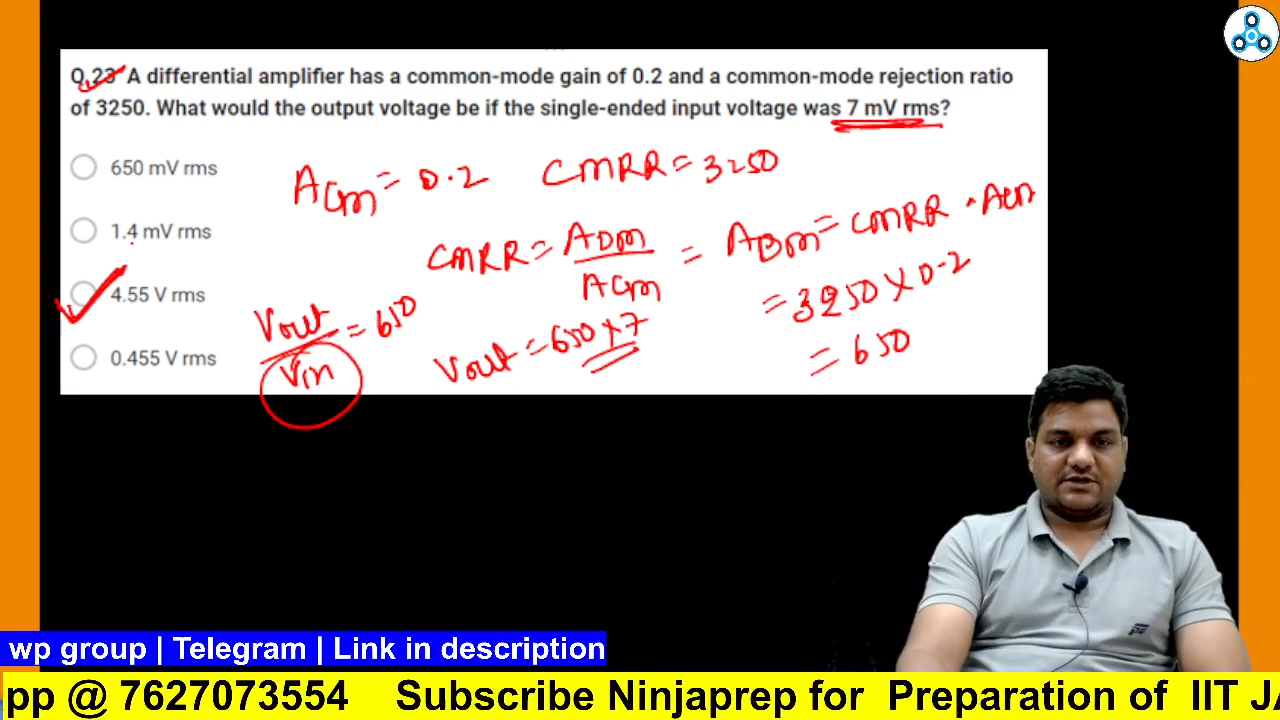 Q.23 A differential amplifier has a common-mode gain of 0.2 and a common-mode rejection ratio
of 3250. What would the output voltage be if the single-ended input voltage was 7 mV rms?
650 mV rms
1.4 mV rms
4.55 V rms
0.455 V rms
Acm = 0.2 CMRR = 3250
CMRR = ADM / ACM = ADM = CMRR · ACM
= 3250 × 0.2
= 650
Vout / Vin = 650
Vout = 650 × 7
wp group | Telegram | Link in description
pp @ 7627073554 Subscribe Ninjaprep for Preparation of IIT JA